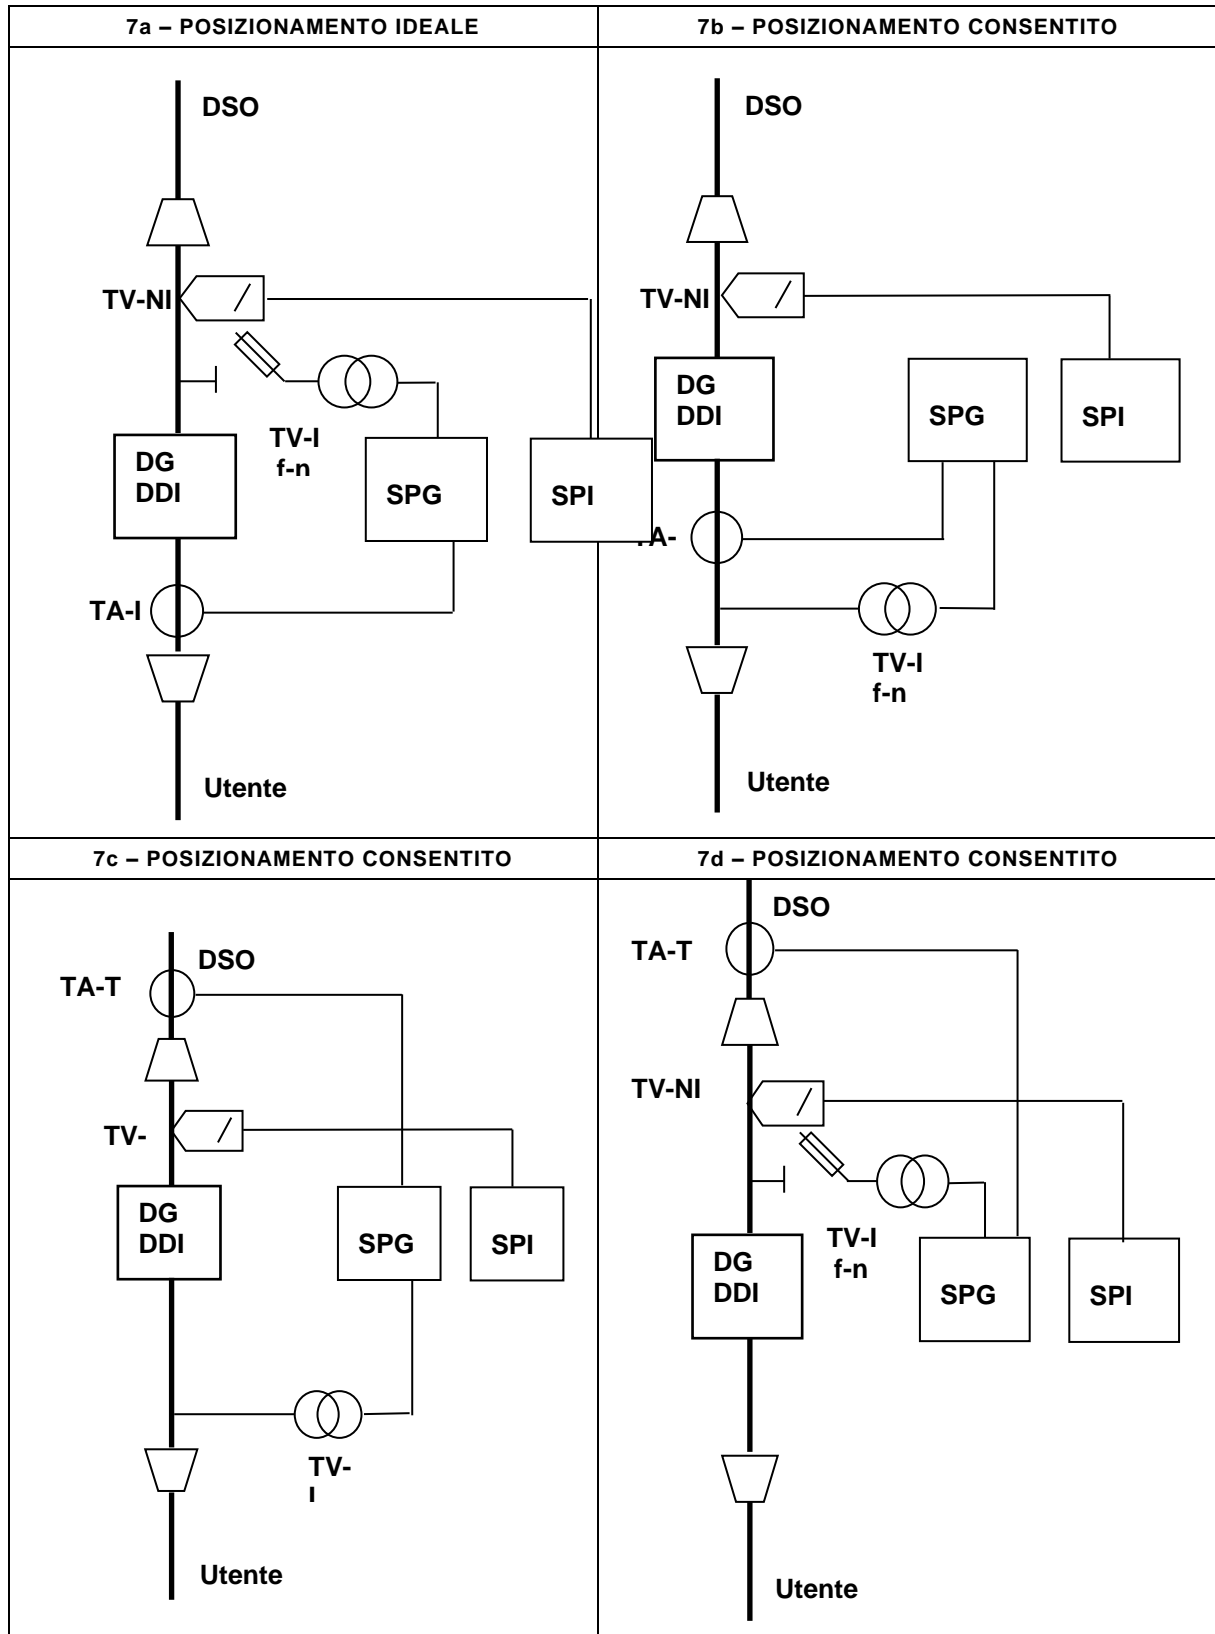 7a – POSIZIONAMENTO IDEALE
DSO
TV-NI
TV-I
f-n
DG
DDI
SPG
SPI
TA-I
Utente
7b – POSIZIONAMENTO CONSENTITO
DSO
TV-NI
DG
DDI
SPG
SPI
TA-
TV-I
f-n
Utente
7c – POSIZIONAMENTO CONSENTITO
DSO
TA-T
TV-
DG
DDI
SPG
SPI
TV-
I
Utente
7d – POSIZIONAMENTO CONSENTITO
DSO
TA-T
TV-NI
TV-I
f-n
DG
DDI
SPG
SPI
Utente